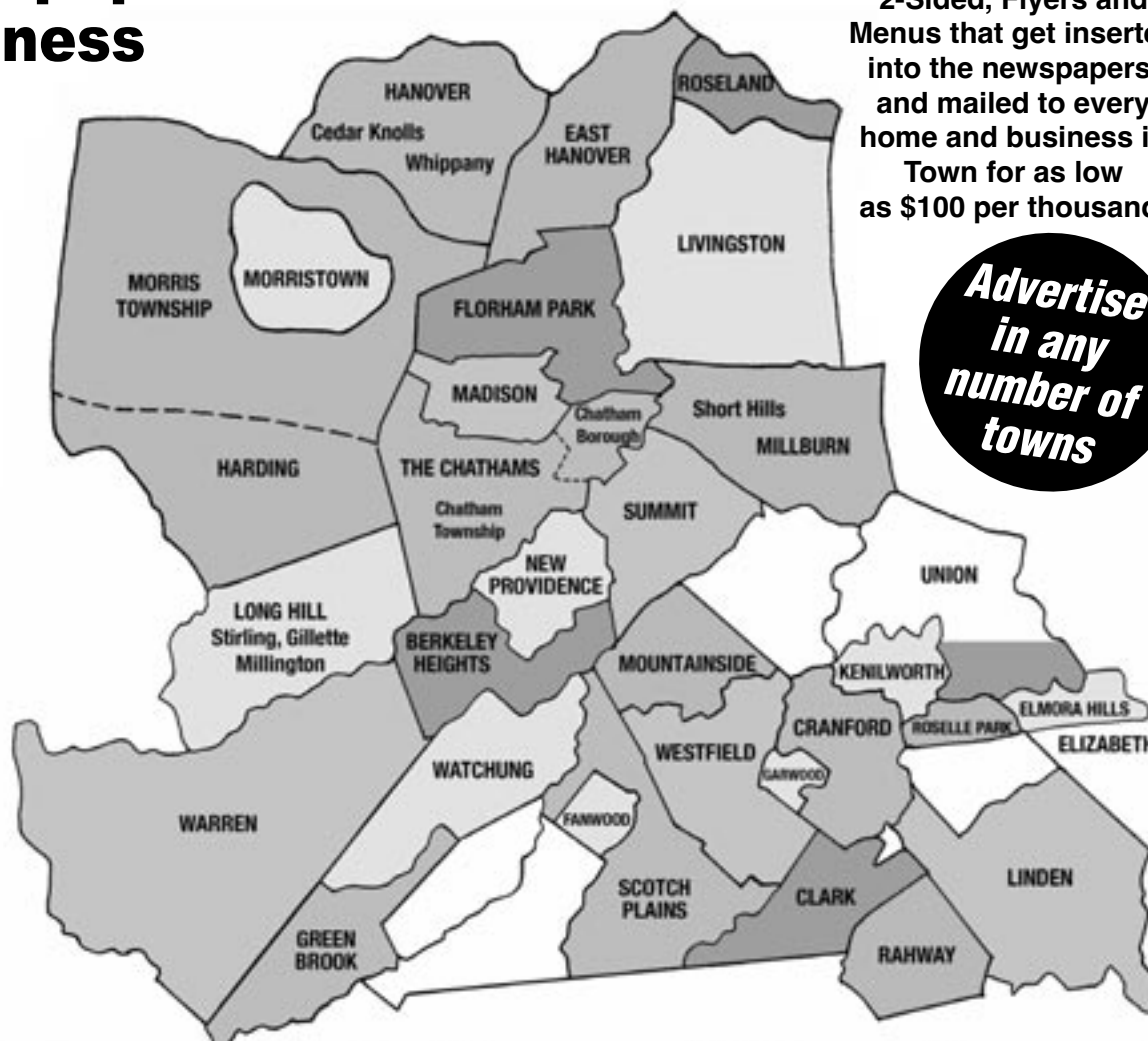 ness
2-Sided, Flyers and
Menus that get inserte
into the newspapers
and mailed to every
home and business i
Town for as low
as $100 per thousand
Advertise
in any
number of
towns
ROSELAND
HANOVER
Cedar Knolls
Whippany
EAST
HANOVER
LIVINGSTON
MORRIS
TOWNSHIP
MORRISTOWN
FLORHAM PARK
MADISON
Chatham
Borough
Short Hills
MILLBURN
HARDING
THE CHATHAMS
Chatham
Township
SUMMIT
NEW
PROVIDENCE
UNION
LONG HILL
Stirling, Gillette
Millington
BERKELEY
HEIGHTS
MOUNTAINSIDE
KENILWORTH
ELMORA HILLS
ROSELLE PARK
CRANFORD
ELIZABETH
WESTFIELD
GARWOOD
WATCHUNG
FANWOOD
WARREN
SCOTCH
PLAINS
CLARK
LINDEN
GREEN
BROOK
RAHWAY